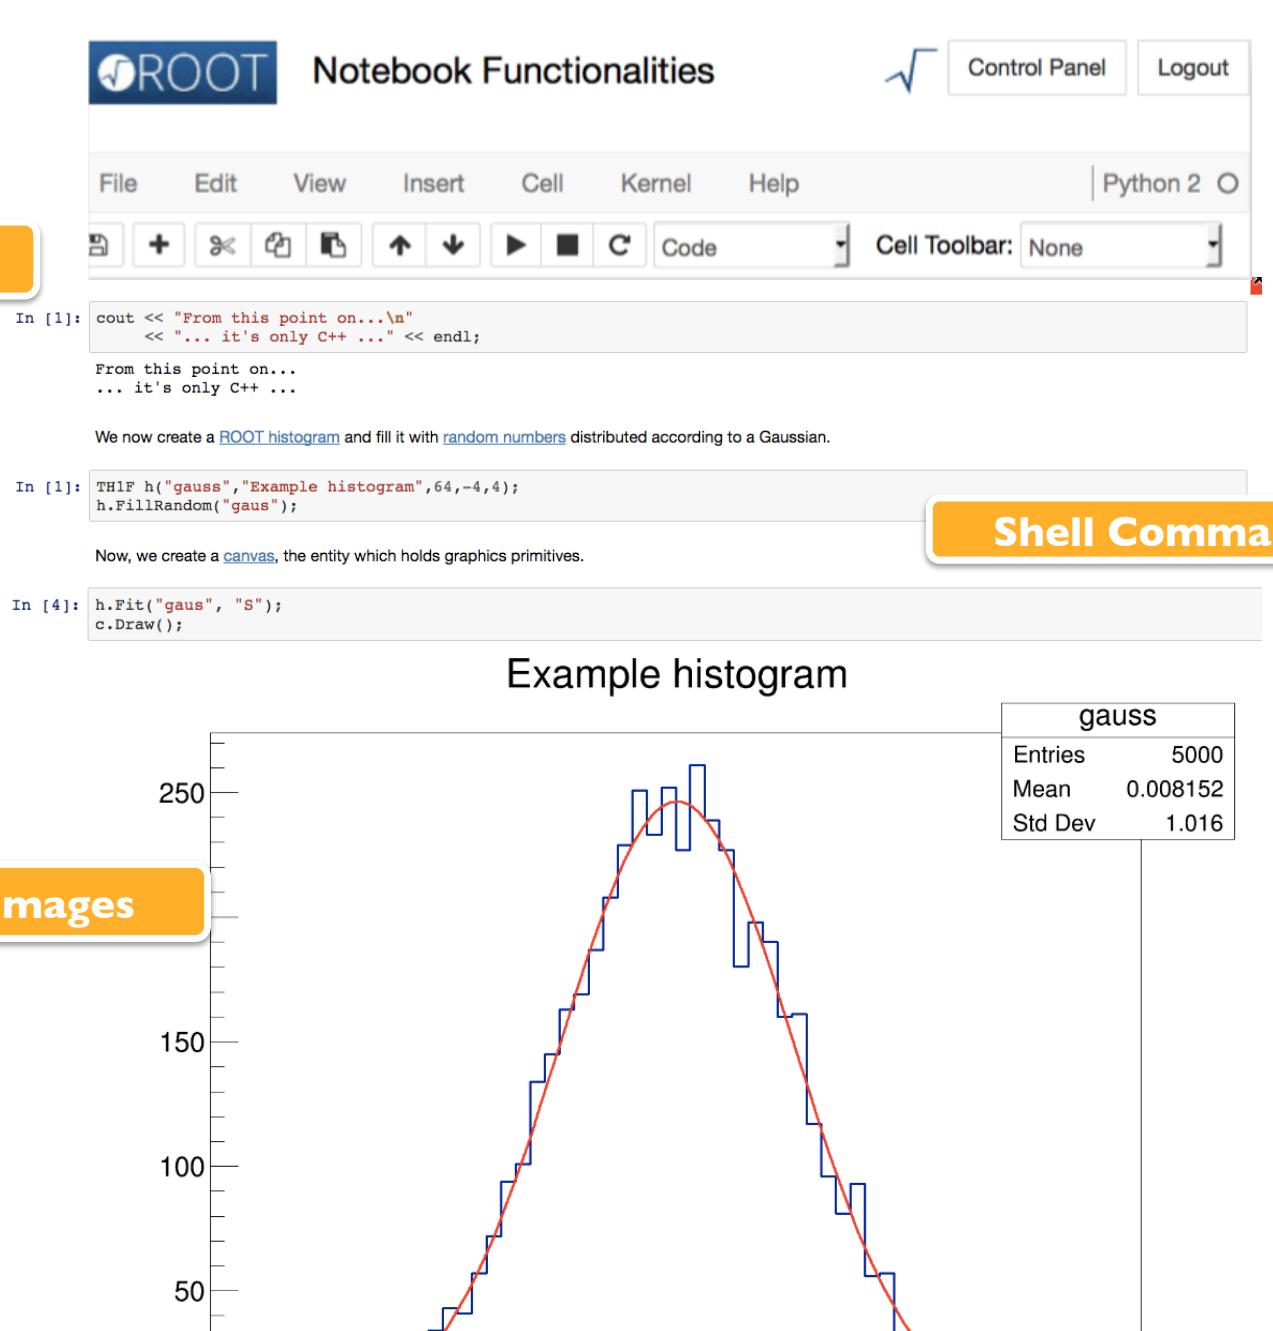 ROOT Notebook Functionalities Control Panel Logout
File Edit View Insert Cell Kernel Help Python 2
Code Cell Toolbar: None
In [1]: cout << "From this point on...\n"
<< "... it's only C++ ..." << endl;
From this point on...
... it's only C++ ...
We now create a ROOT histogram and fill it with random numbers distributed according to a Gaussian.
In [1]: TH1F h("gauss","Example histogram",64,-4,4);
h.FillRandom("gaus");
Shell Comma
Now, we create a canvas, the entity which holds graphics primitives.
In [4]: h.Fit("gaus", "S");
c.Draw();
Example histogram
gauss
Entries 5000
Mean 0.008152
Std Dev 1.016
250
mages
150
100
50